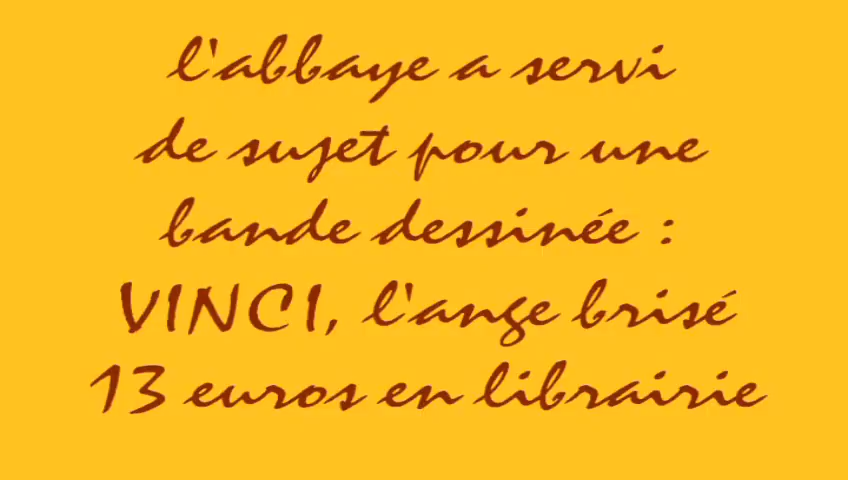 l'abbaye a servi
de sujet pour une
bande dessinée :
VINCI, l'ange brisé
13 euros en librairie